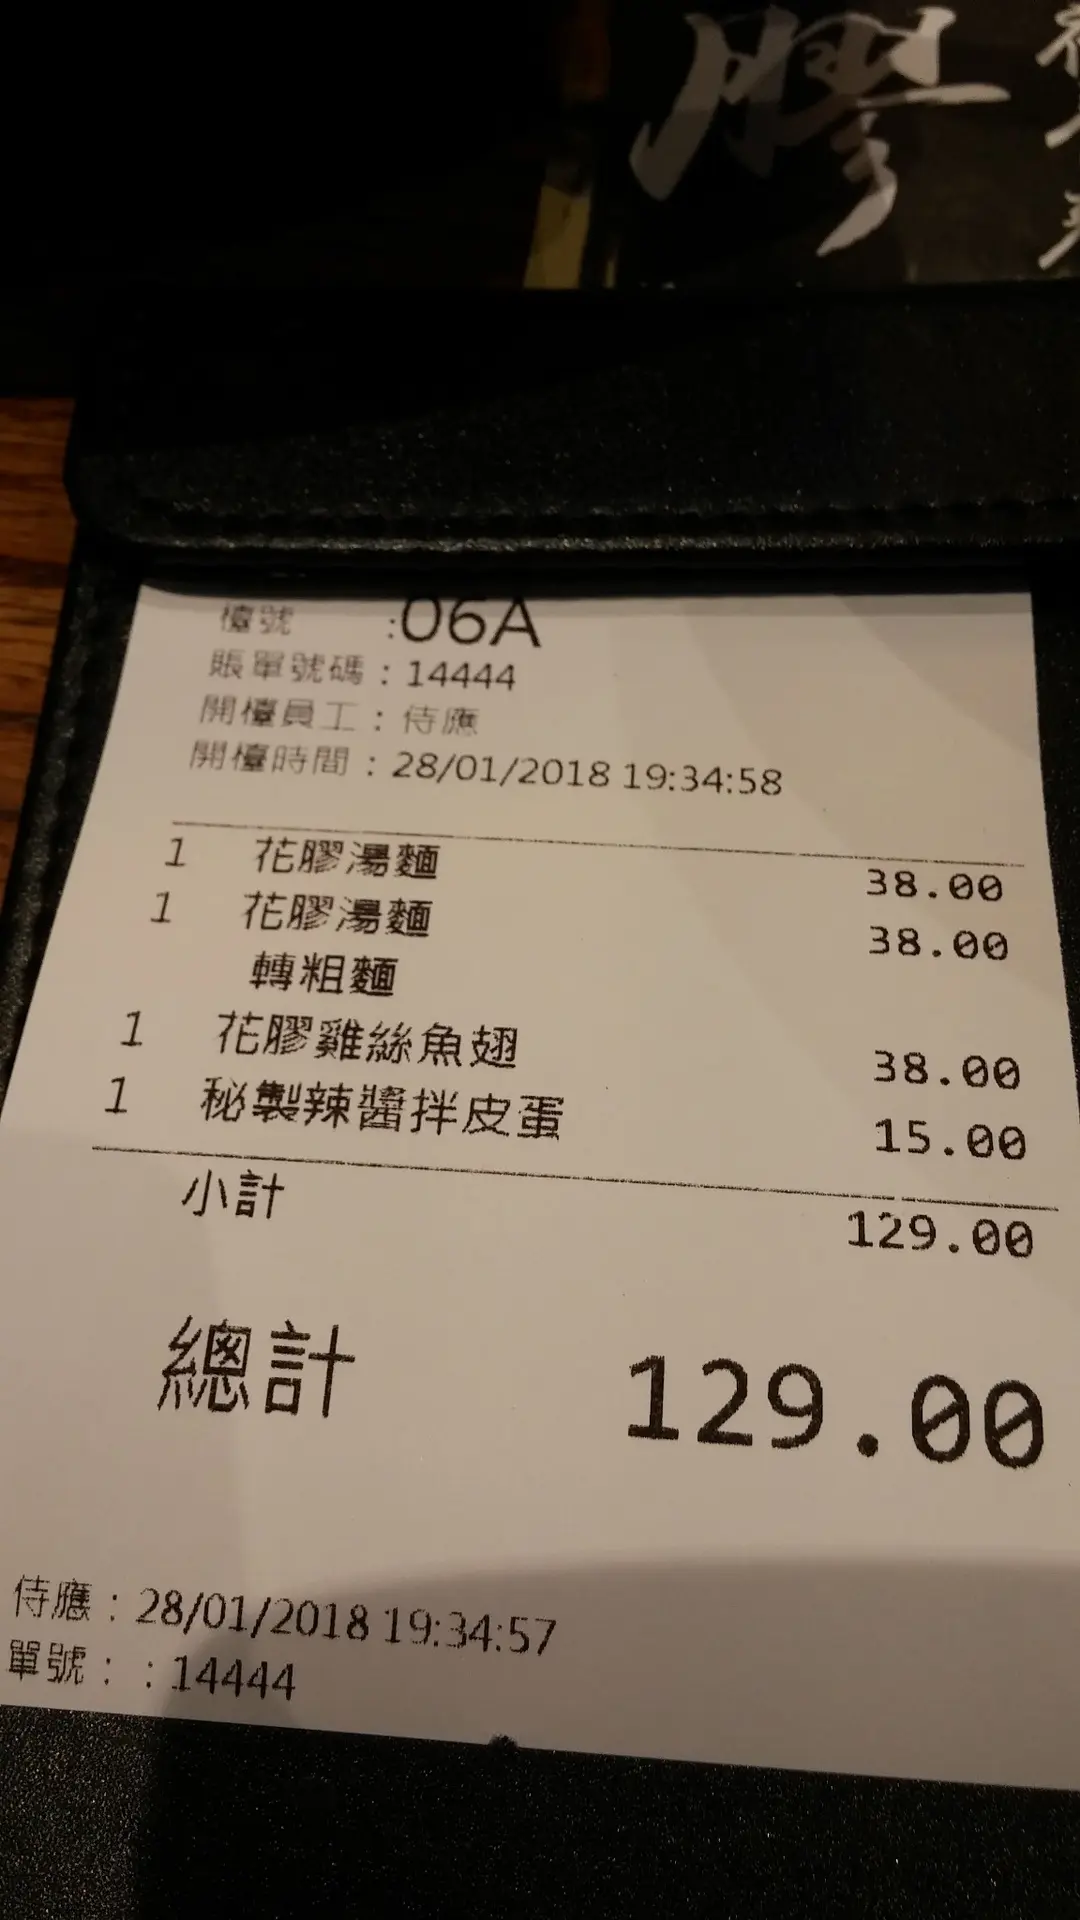 膠
檯號 :06A
賬單號碼：14444
開檯員工：侍應
開檯時間：28/01/2018 19:34:58
1 花膠湯麵 38.00
1 花膠湯麵 38.00
轉粗麵
1 花膠雞絲魚翅 38.00
1 秘製辣醬拌皮蛋 15.00
小計 129.00
總計 129.00
侍應：28/01/2018 19:34:57
單號：:14444